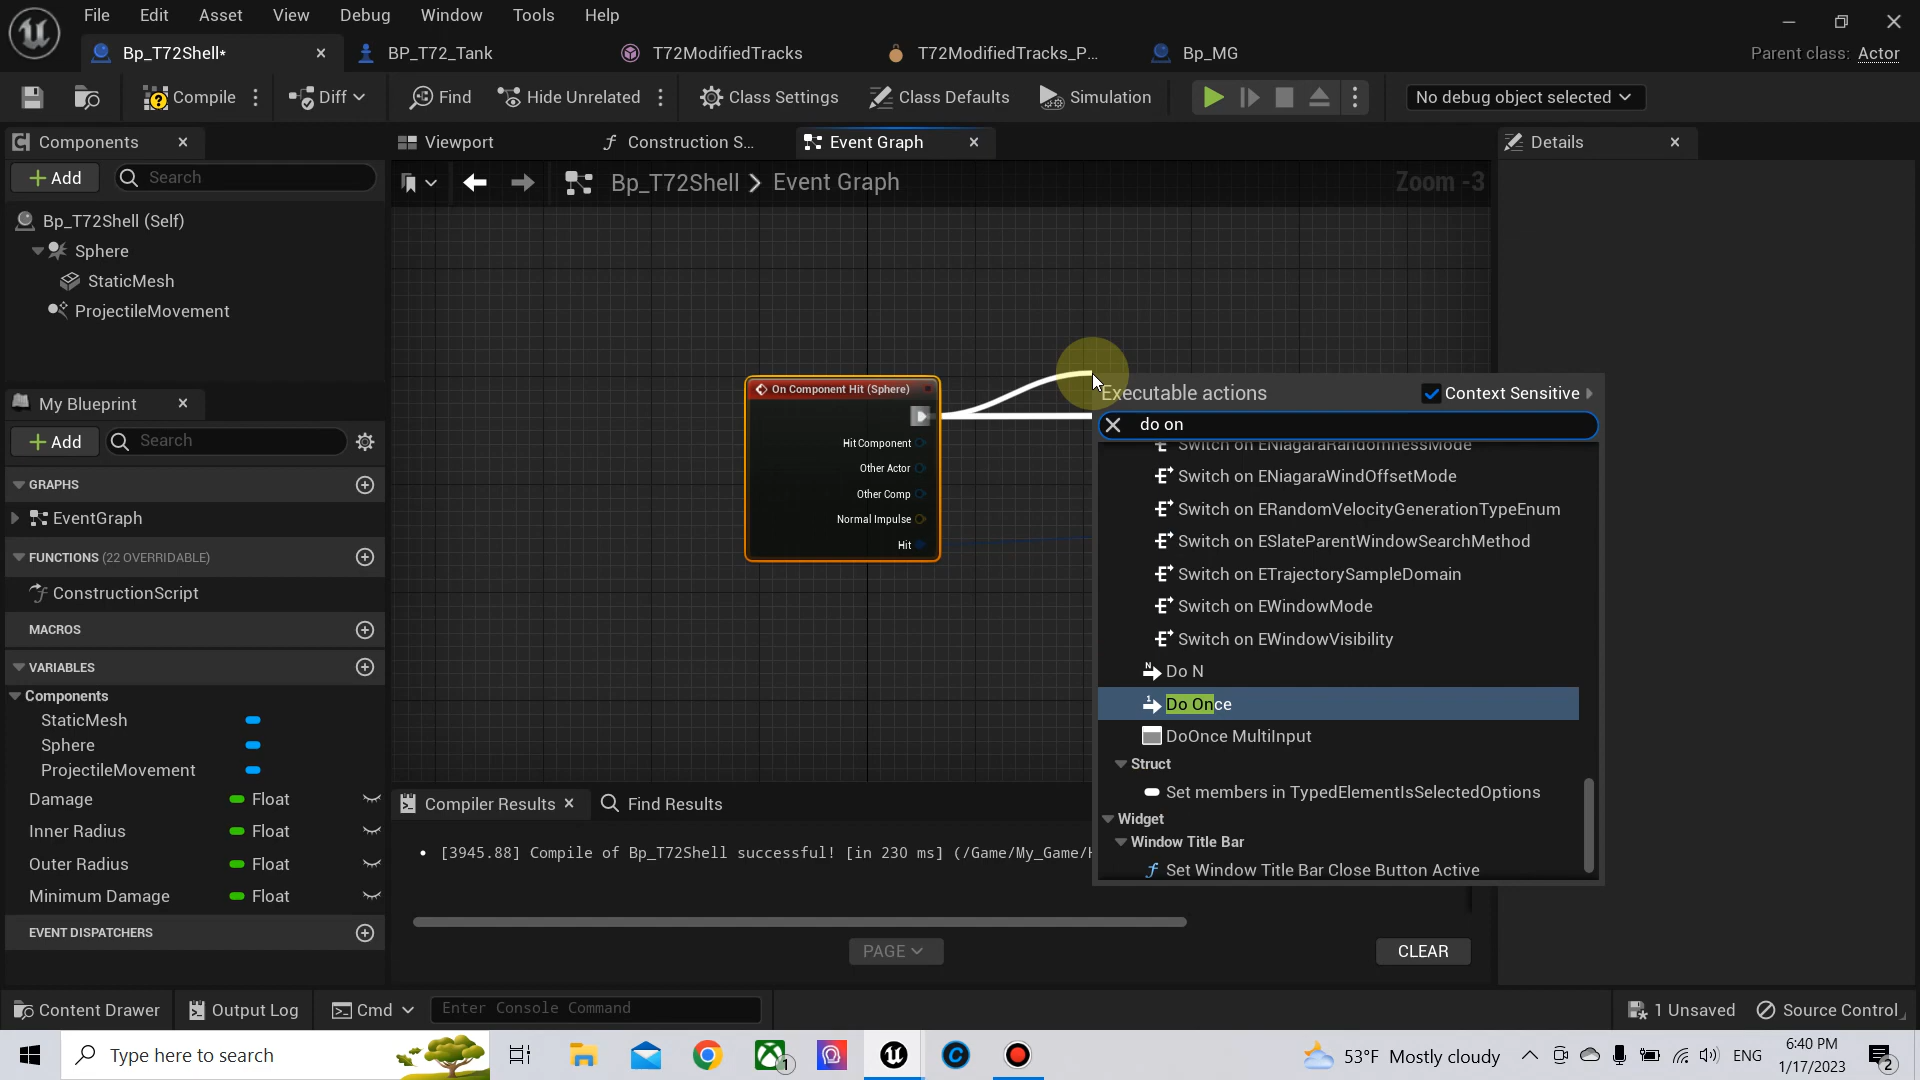 File Edit Asset View Debug Window Tools Help
Bp_T72Shell* BP_T72_Tank T72ModifiedTracks T72ModifiedTracks_P... Bp_MG Parent class: Actor
Compile Diff Find Hide Unrelated Class Settings Class Defaults Simulation No debug object selected
Components Viewport Construction S... Event Graph Details
Add Search Bp_T72Shell Event Graph Zoom -3
Bp_T72Shell (Self)
Sphere
StaticMesh
ProjectileMovement
My Blueprint
Add Search
GRAPHS
EventGraph
FUNCTIONS (22 OVERRIDABLE)
ConstructionScript
MACROS
VARIABLES
Components
StaticMesh
Sphere
ProjectileMovement
Damage Float
Inner Radius Float
Outer Radius Float
Minimum Damage Float
EVENT DISPATCHERS
On Component Hit (Sphere)
Hit Component
Other Actor
Other Comp
Normal Impulse
Hit
Executable actions Context Sensitive
do on
Switch on ENiagaraRandomnessMode
Switch on ENiagaraWindOffsetMode
Switch on ERandomVelocityGenerationTypeEnum
Switch on ESlateParentWindowSearchMethod
Switch on ETrajectorySampleDomain
Switch on EWindowMode
Switch on EWindowVisibility
Do N
Do Once
DoOnce MultiInput
Struct
Set members in TypedElementIsSelectedOptions
Widget
Window Title Bar
Set Window Title Bar Close Button Active
Compiler Results Find Results
[3945.88] Compile of Bp_T72Shell successful! [in 230 ms] (/Game/My_Game/
PAGE CLEAR
Content Drawer Output Log Cmd Enter Console Command 1 Unsaved Source Control
Type here to search 1 53°F Mostly cloudy ENG 6:40 PM 2
1/17/2023